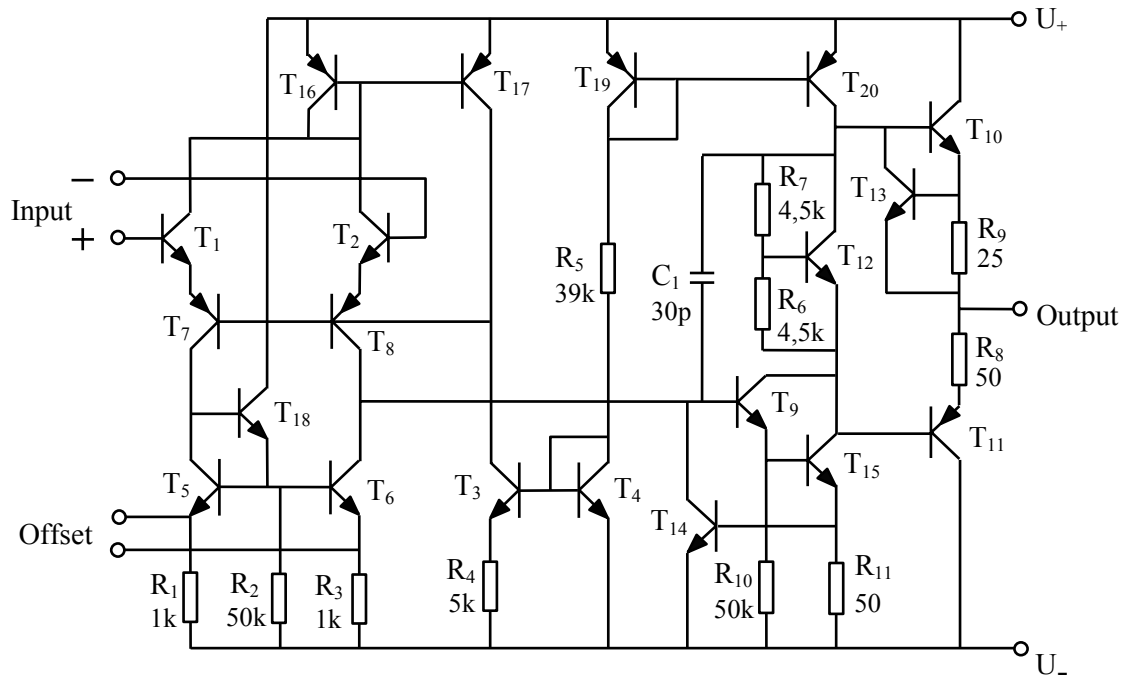 U₊
T₁₆
T₁₇
T₁₉
T₂₀
T₁₀
−
Input
+
T₁
T₂
R₇
4,5k
T₁₃
R₉
25
R₅
39k
C₁
30p
T₁₂
R₆
4,5k
Output
T₇
T₈
R₈
50
T₁₈
T₉
T₁₁
T₅
T₆
T₃
T₄
T₁₅
T₁₄
Offset
R₁
1k
R₂
50k
R₃
1k
R₄
5k
R₁₀
50k
R₁₁
50
U₋